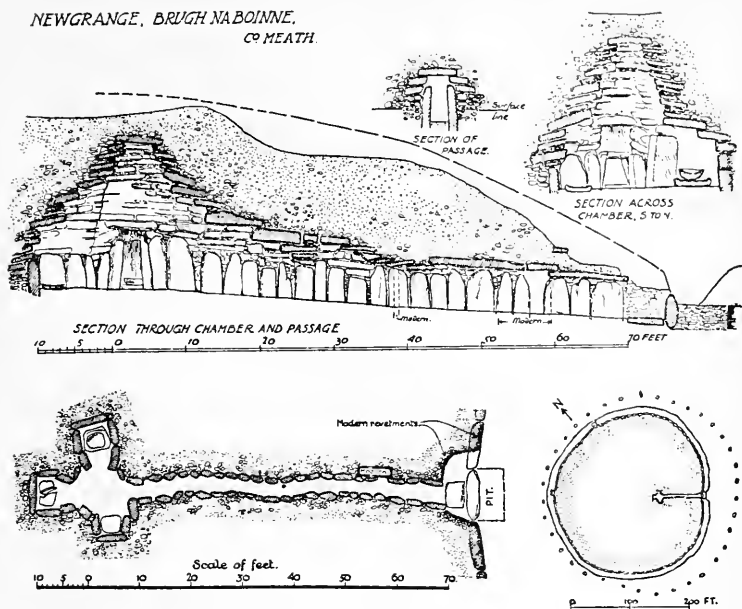 NEWGRANGE, BRUGH NA BOINNE,
CO MEATH.
Surface
line
SECTION OF
PASSAGE.
SECTION ACROSS
CHAMBER, S TO N.
Modern.
Modern
SECTION THROUGH CHAMBER AND PASSAGE
10 5 0 10 20 30 40 50 60 70 FEET
Modern revetments
PIT.
N
Scale of feet.
10 5 0 10 20 30 40 50 60 70
0 100 200 FT.